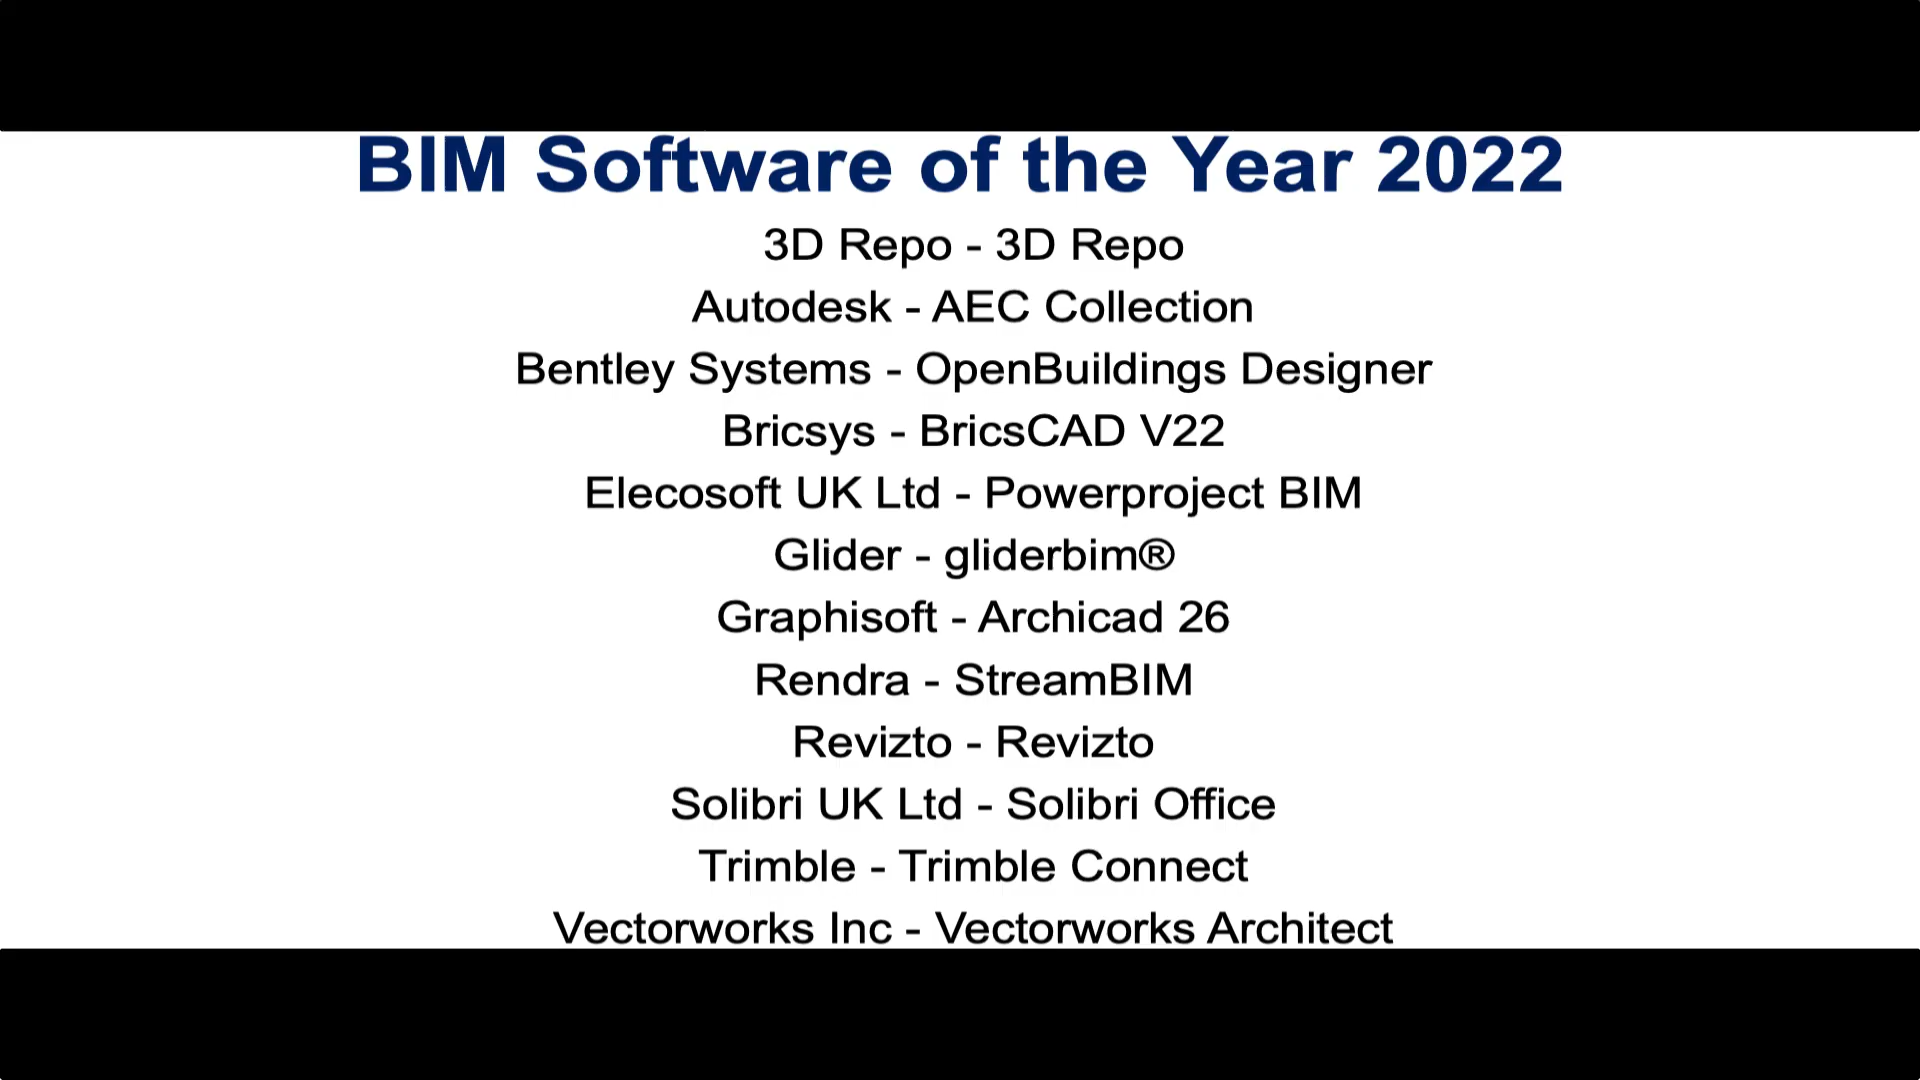 BIM Software of the Year 2022
3D Repo - 3D Repo
Autodesk - AEC Collection
Bentley Systems - OpenBuildings Designer
Bricsys - BricsCAD V22
Elecosoft UK Ltd - Powerproject BIM
Glider - gliderbim®
Graphisoft - Archicad 26
Rendra - StreamBIM
Revizto - Revizto
Solibri UK Ltd - Solibri Office
Trimble - Trimble Connect
Vectorworks Inc - Vectorworks Architect